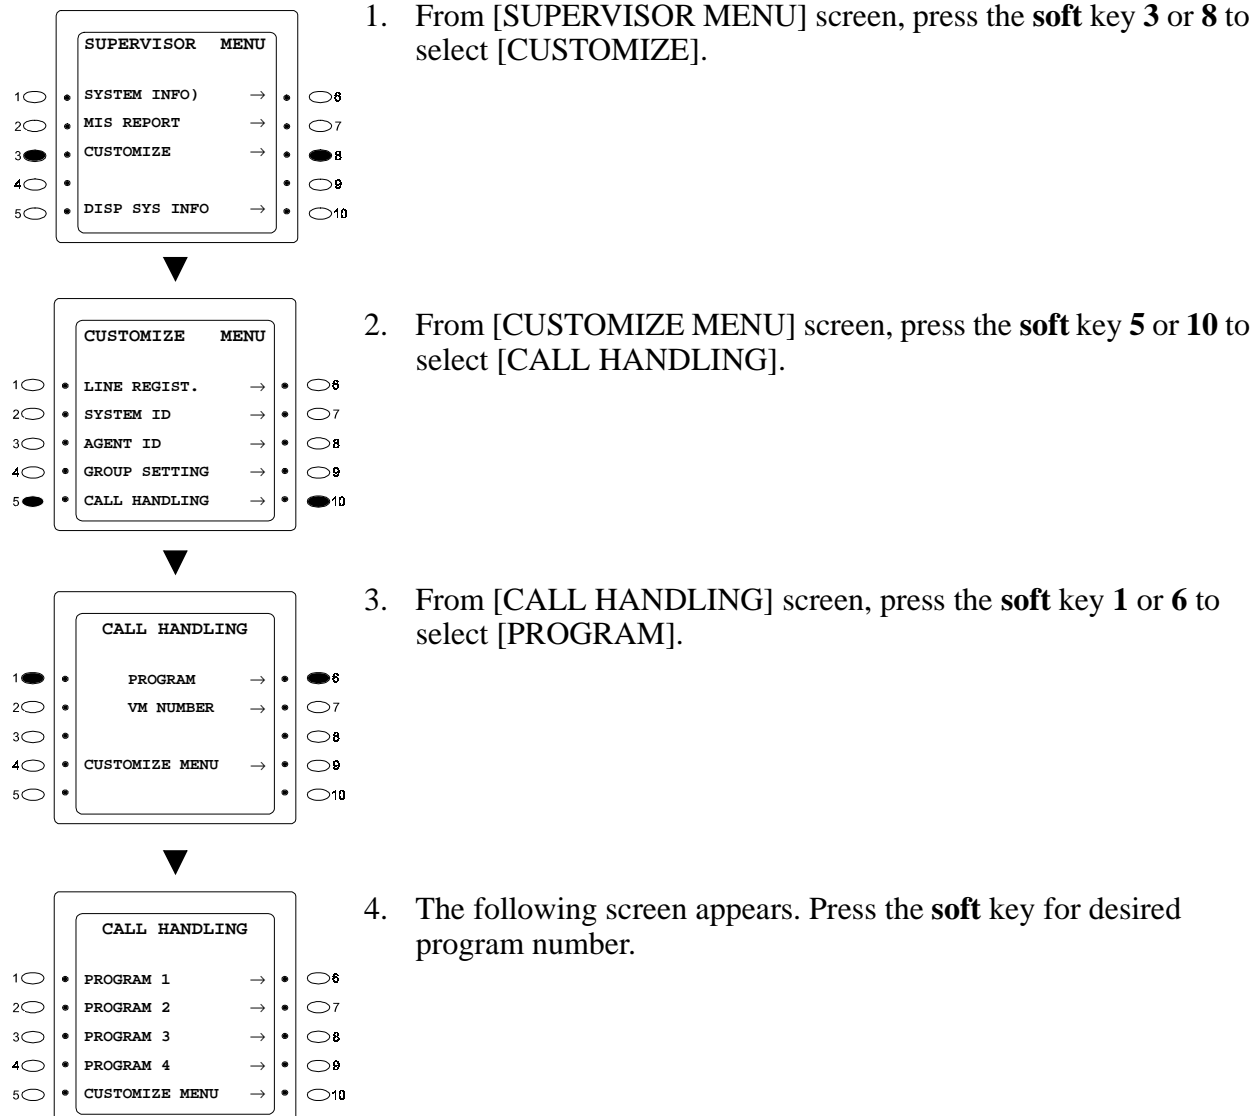 1. From [SUPERVISOR MENU] screen, press the soft key 3 or 8 to
select [CUSTOMIZE].
SUPERVISOR MENU
1 SYSTEM INFO) → 6
2 MIS REPORT → 7
3 CUSTOMIZE → 8
4 9
5 DISP SYS INFO → 10
2. From [CUSTOMIZE MENU] screen, press the soft key 5 or 10 to
select [CALL HANDLING].
CUSTOMIZE MENU
1 LINE REGIST. → 6
2 SYSTEM ID → 7
3 AGENT ID → 8
4 GROUP SETTING → 9
5 CALL HANDLING → 10
3. From [CALL HANDLING] screen, press the soft key 1 or 6 to
select [PROGRAM].
CALL HANDLING
1 PROGRAM → 6
2 VM NUMBER → 7
3 8
4 CUSTOMIZE MENU → 9
5 10
4. The following screen appears. Press the soft key for desired
program number.
CALL HANDLING
1 PROGRAM 1 → 6
2 PROGRAM 2 → 7
3 PROGRAM 3 → 8
4 PROGRAM 4 → 9
5 CUSTOMIZE MENU → 10